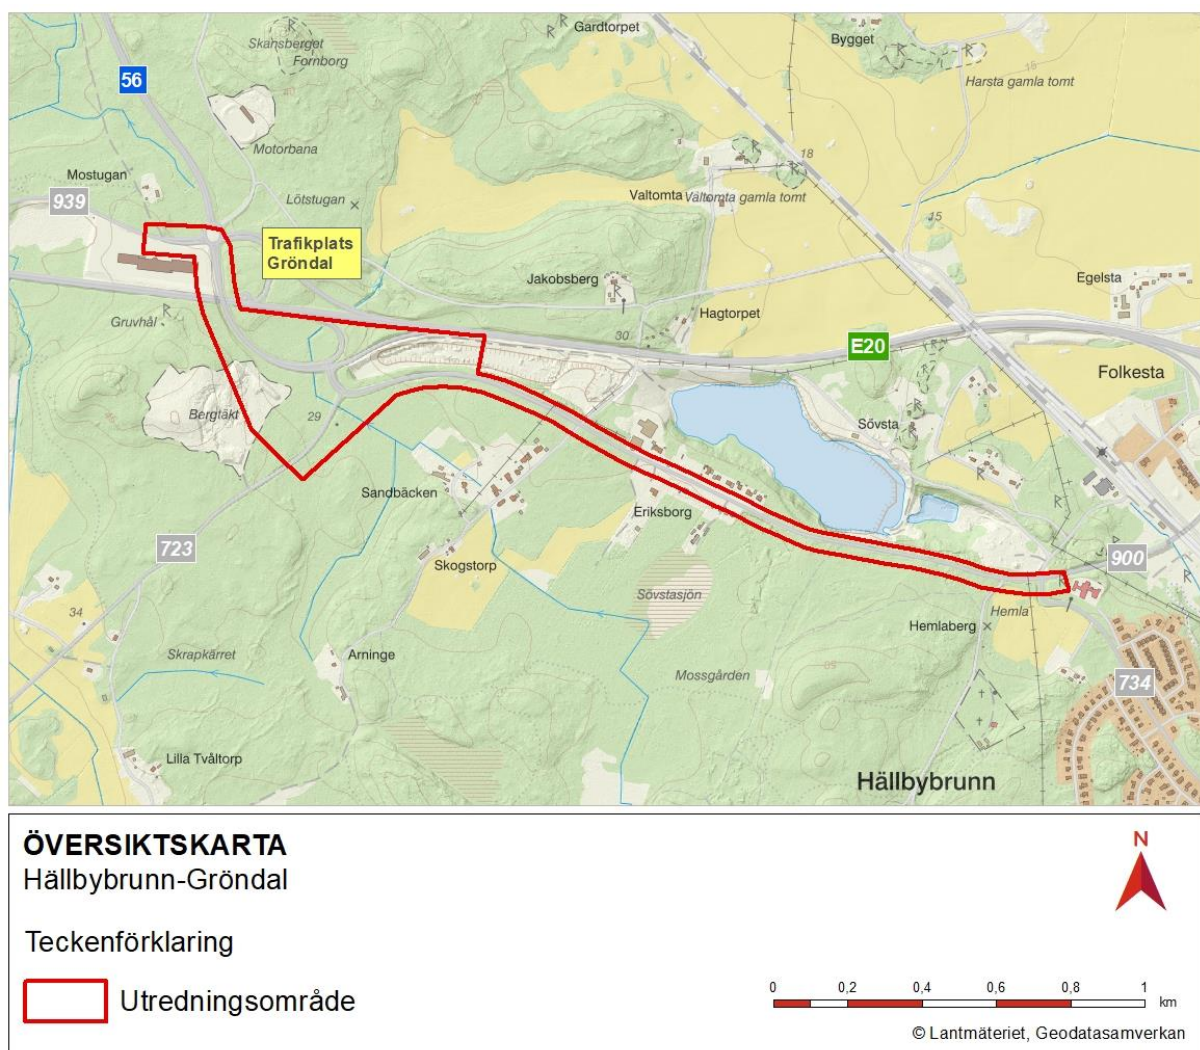 Gardtorpet
Bygget
Skansberget
Fornborg
56
Harsta gamla tomt
Motorbana
Mostugan
18
939
Lötstugan
Valtomta
Valtomta gamla tomt
15
Trafikplats
Gröndal
Jakobsberg
Egelsta
Hagtorpet
Gruvhål
30
E20
Folkesta
Bergtäkt
29
Sövsta
Sandbäcken
Eriksborg
723
900
Skogstorp
Sövstasjön
34
Hemla
Hemlaberg
Skrapkärret
Arninge
Mossgården
50
734
Lilla Tvåltorp
Hällbybrunn
ÖVERSIKTSKARTA
Hällbybrunn-Gröndal
N
Teckenförklaring
Utredningsområde
0 0,2 0,4 0,6 0,8 1
km
© Lantmäteriet, Geodatasamverkan